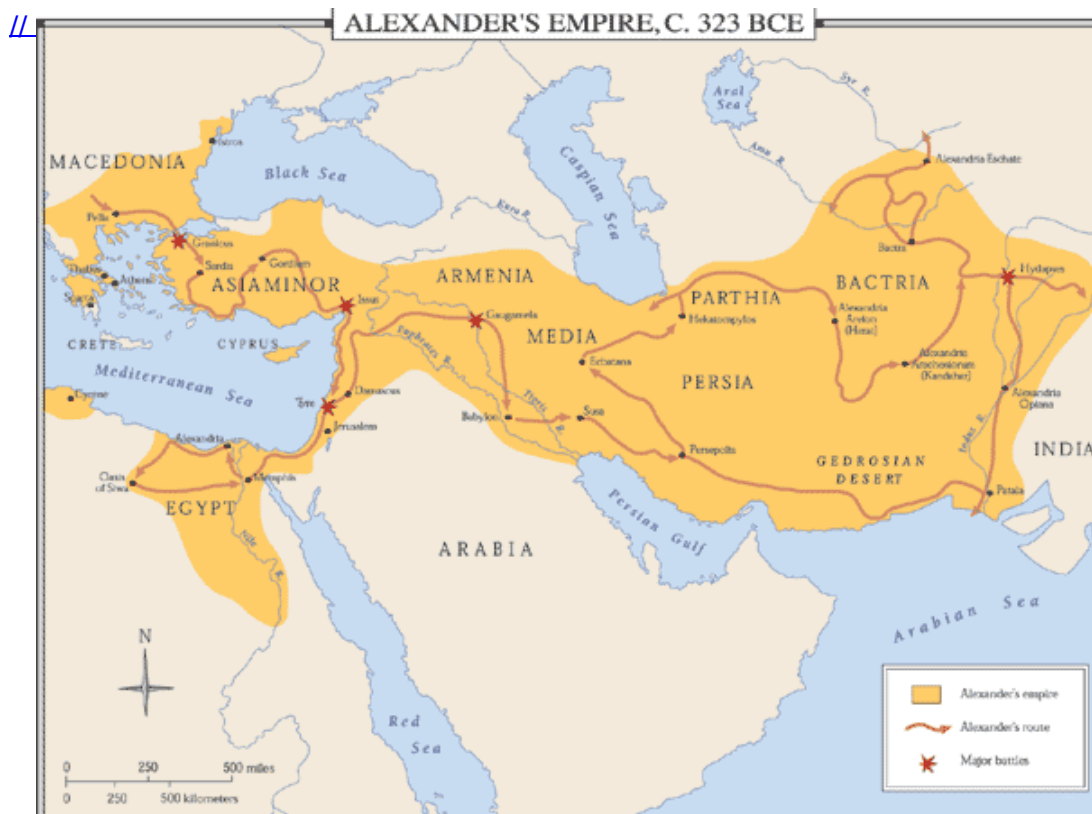 //
ALEXANDER'S EMPIRE, C. 323 BCE
Syr R.
Aral
Sea
Amu R.
Istros
MACEDONIA
Black Sea
Caspian Sea
Alexandria Eschate
Kura R.
Pella
Granicus
Bactra
Gordium
Sardis
Thebes
Athens
ASIA MINOR
ARMENIA
BACTRIA
Hydaspes
Sparta
Issus
PARTHIA
Hekatompylos
Alexandria
Areion
(Herat)
Gaugamela
MEDIA
CRETE
CYPRUS
Euphrates R.
Ecbatana
Alexandria
Arachosiorum
(Kandahar)
Mediterranean Sea
PERSIA
Damascus
Alexandria
Opiana
Cyrene
Tyre
Tigris R.
Babylon
Susa
Jerusalem
Indus R.
Alexandria
INDIA
Persepolis
GEDROSIAN
DESERT
Oasis
of Siwa
Memphis
Patala
EGYPT
Persian Gulf
Nile R.
ARABIA
Arabian Sea
N
Red
Sea
Alexander's empire
Alexander's route
Major battles
0 250 500 miles
0 250 500 kilometers